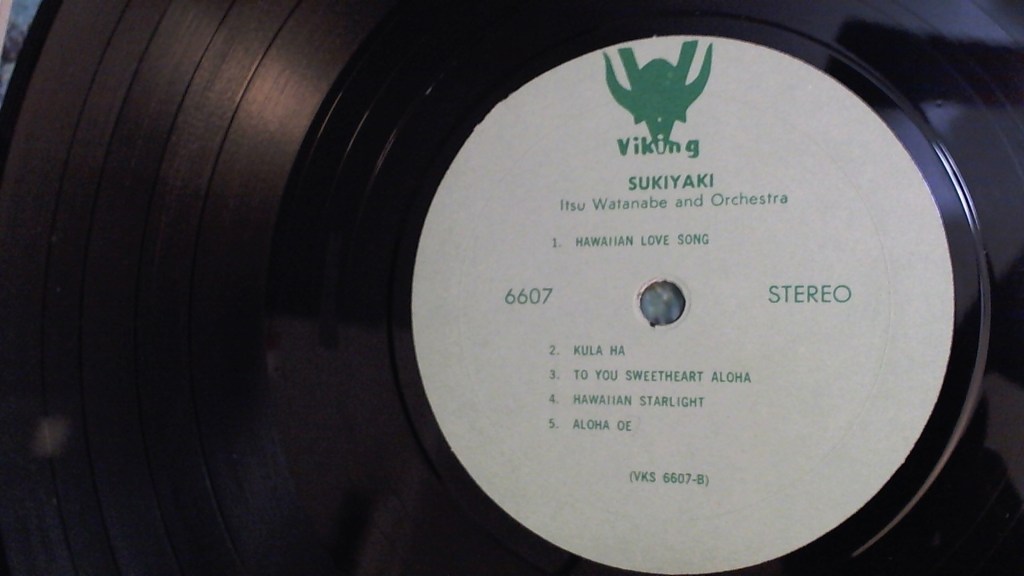 Viking
SUKIYAKI
Itsu Watanabe and Orchestra
1. HAWAIIAN LOVE SONG
6607 STEREO
2. KULA HA
3. TO YOU SWEETHEART ALOHA
4. HAWAIIAN STARLIGHT
5. ALOHA OE
(VKS 6607-B)